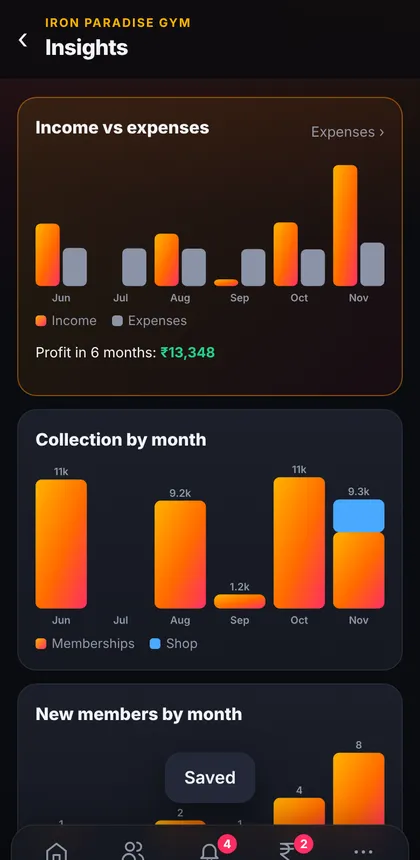 IRON PARADISE GYM
‹ Insights
Income vs expenses
Expenses ›
Jun Jul Aug Sep Oct Nov
Income Expenses
Profit in 6 months: ₹13,348
Collection by month
11k 9.2k 1.2k 11k 9.3k
Jun Jul Aug Sep Oct Nov
Memberships Shop
New members by month
1 2 1 4 8
Saved
4 ₹ 2